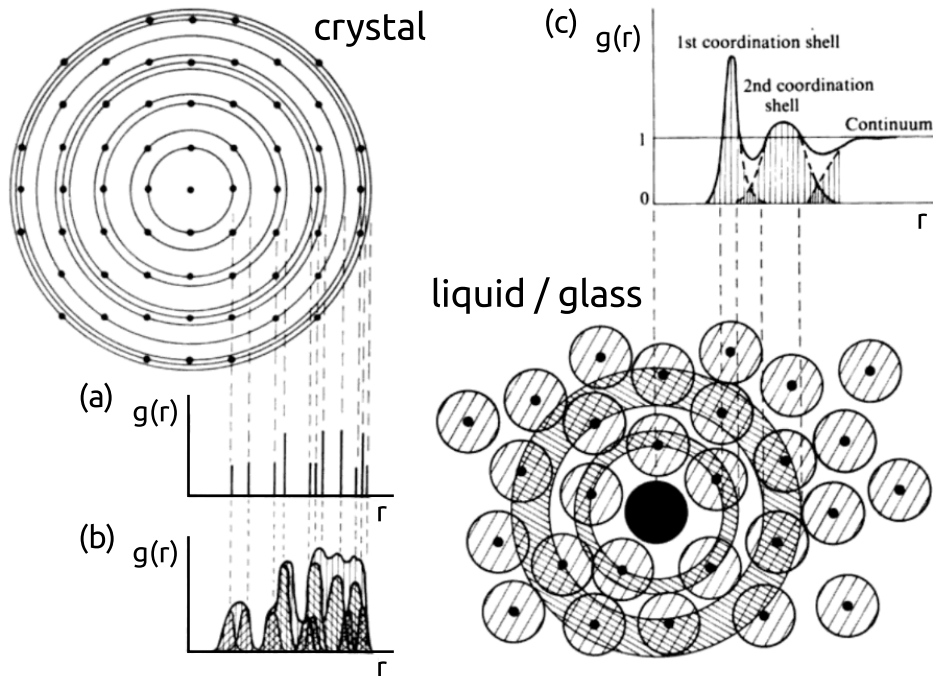 crystal
(c)
g(r)
1st coordination shell
2nd coordination
shell
Continuum
1
0
r
liquid / glass
(a)
g(r)
r
(b)
g(r)
r